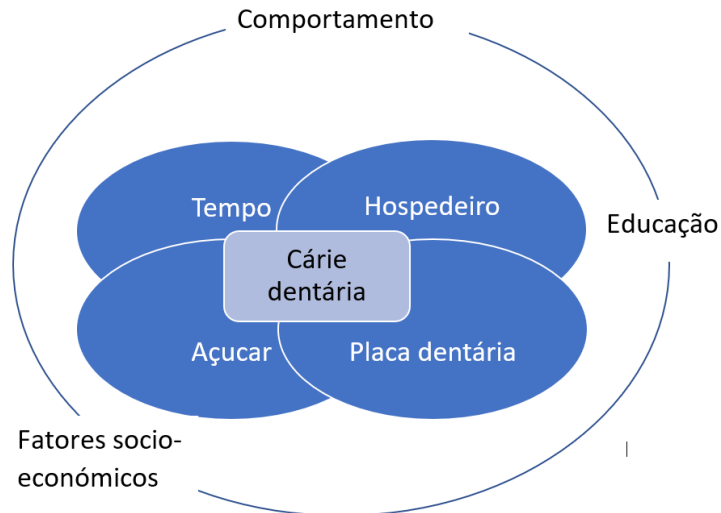 Comportamento
Tempo
Hospedeiro
Educação
Cárie
dentária
Açucar
Placa dentária
Fatores socio-
económicos